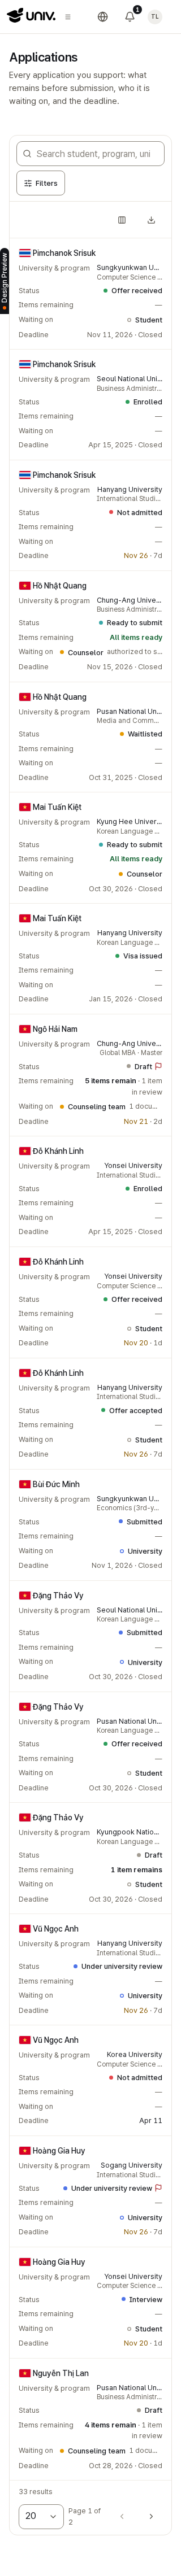 UNIV.
1
TL
Applications
Every application you submit, what remains before submission, who it is waiting on, and the deadline.
Search student, program, uni
Filters
Design Preview
Pimchanok Srisuk
University & program Sungkyunkwan U...
Computer Science ...
Status Offer received
Items remaining —
Waiting on Student
Deadline Nov 11, 2026 · Closed
Pimchanok Srisuk
University & program Seoul National Uni...
Business Administr...
Status Enrolled
Items remaining —
Waiting on —
Deadline Apr 15, 2025 · Closed
Pimchanok Srisuk
University & program Hanyang University
International Studi...
Status Not admitted
Items remaining —
Waiting on —
Deadline Nov 26 · 7d
Hồ Nhật Quang
University & program Chung-Ang Unive...
Business Administr...
Status Ready to submit
Items remaining All items ready
Waiting on Counselor authorized to s...
Deadline Nov 15, 2026 · Closed
Hồ Nhật Quang
University & program Pusan National Un...
Media and Comm...
Status Waitlisted
Items remaining —
Waiting on —
Deadline Oct 31, 2025 · Closed
Mai Tuấn Kiệt
University & program Kyung Hee Univer...
Korean Language ...
Status Ready to submit
Items remaining All items ready
Waiting on Counselor
Deadline Oct 30, 2026 · Closed
Mai Tuấn Kiệt
University & program Hanyang University
Korean Language ...
Status Visa issued
Items remaining —
Waiting on —
Deadline Jan 15, 2026 · Closed
Ngô Hải Nam
University & program Chung-Ang Unive...
Global MBA · Master
Status Draft
Items remaining 5 items remain · 1 item in review
Waiting on Counseling team 1 docu...
Deadline Nov 21 · 2d
Đỗ Khánh Linh
University & program Yonsei University
International Studi...
Status Enrolled
Items remaining —
Waiting on —
Deadline Apr 15, 2025 · Closed
Đỗ Khánh Linh
University & program Yonsei University
Computer Science ...
Status Offer received
Items remaining —
Waiting on Student
Deadline Nov 20 · 1d
Đỗ Khánh Linh
University & program Hanyang University
International Studi...
Status Offer accepted
Items remaining —
Waiting on Student
Deadline Nov 26 · 7d
Bùi Đức Minh
University & program Sungkyunkwan U...
Economics (3rd-y...
Status Submitted
Items remaining —
Waiting on University
Deadline Nov 1, 2026 · Closed
Đặng Thảo Vy
University & program Seoul National Uni...
Korean Language ...
Status Submitted
Items remaining —
Waiting on University
Deadline Oct 30, 2026 · Closed
Đặng Thảo Vy
University & program Pusan National Un...
Korean Language ...
Status Offer received
Items remaining —
Waiting on Student
Deadline Oct 30, 2026 · Closed
Đặng Thảo Vy
University & program Kyungpook Natio...
Korean Language ...
Status Draft
Items remaining 1 item remains
Waiting on Student
Deadline Oct 30, 2026 · Closed
Vũ Ngọc Anh
University & program Hanyang University
International Studi...
Status Under university review
Items remaining —
Waiting on University
Deadline Nov 26 · 7d
Vũ Ngọc Anh
University & program Korea University
Computer Science ...
Status Not admitted
Items remaining —
Waiting on —
Deadline Apr 11
Hoàng Gia Huy
University & program Sogang University
International Studi...
Status Under university review
Items remaining —
Waiting on University
Deadline Nov 26 · 7d
Hoàng Gia Huy
University & program Yonsei University
Computer Science ...
Status Interview
Items remaining —
Waiting on Student
Deadline Nov 20 · 1d
Nguyễn Thị Lan
University & program Pusan National Un...
Business Administr...
Status Draft
Items remaining 4 items remain · 1 item in review
Waiting on Counseling team 1 docu...
Deadline Oct 28, 2026 · Closed
33 results
20
Page 1 of 2